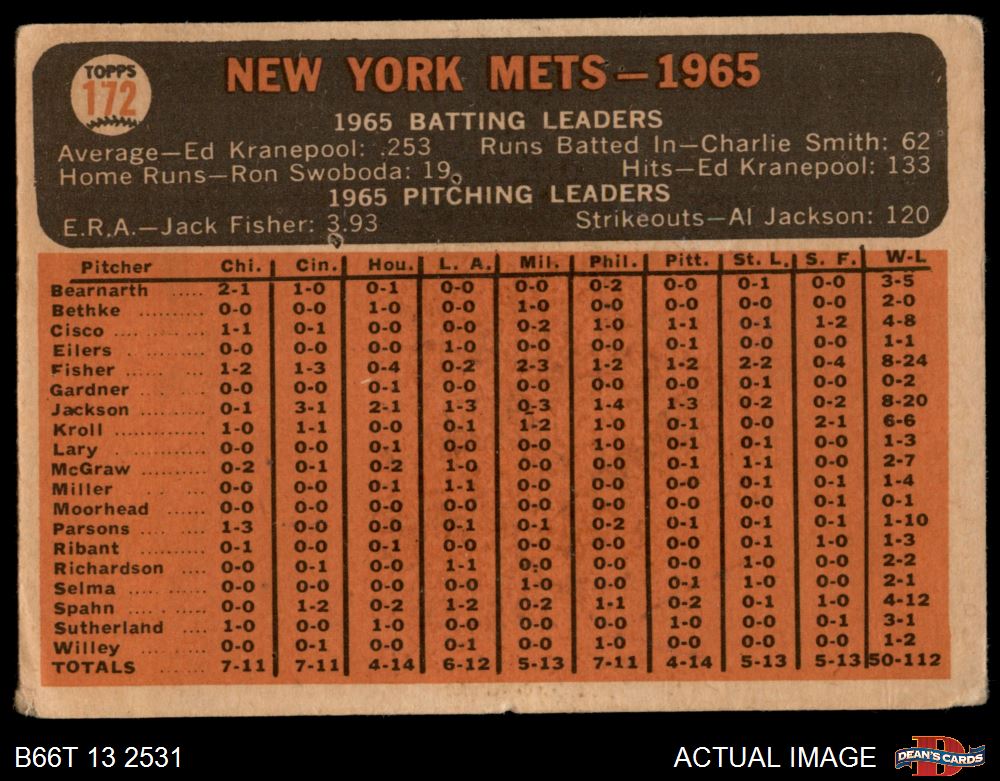 TOPPS
172
NEW YORK METS—1965
1965 BATTING LEADERS
Average—Ed Kranepool: .253 Runs Batted In—Charlie Smith: 62
Home Runs—Ron Swoboda: 19 Hits—Ed Kranepool: 133
1965 PITCHING LEADERS
E.R.A.—Jack Fisher: 3.93 Strikeouts—Al Jackson: 120
Pitcher Chi. Cin. Hou. L. A. Mil. Phil. Pitt. St. L. S. F. W-L
Bearnarth ..... 2-1 1-0 0-1 0-0 0-0 0-2 0-0 0-1 0-0 3-5
Bethke .......... 0-0 0-0 1-0 0-0 1-0 0-0 0-0 0-0 0-0 2-0
Cisco ............ 1-1 0-1 0-0 0-0 0-2 1-0 1-1 0-1 1-2 4-8
Eilers ............ 0-0 0-0 0-0 1-0 0-0 0-0 0-1 0-0 0-0 1-1
Fisher ............ 1-2 1-3 0-4 0-2 2-3 1-2 1-2 2-2 0-4 8-24
Gardner ........ 0-0 0-0 0-1 0-0 0-0 0-0 0-0 0-1 0-0 0-2
Jackson ......... 0-1 3-1 2-1 1-3 0-3 1-4 1-3 0-2 0-2 8-20
Kroll .............. 1-0 1-1 0-0 0-1 1-2 1-0 0-1 0-0 2-1 6-6
Lary .............. 0-0 0-0 0-1 0-0 0-0 1-0 0-1 0-1 0-0 1-3
McGraw ......... 0-2 0-1 0-2 1-0 0-0 0-0 0-1 1-1 0-0 2-7
Miller ............ 0-0 0-0 0-1 1-1 0-0 0-0 0-0 0-1 0-1 1-4
Moorhead ...... 0-0 0-0 0-0 0-0 0-0 0-0 0-0 0-0 0-1 0-1
Parsons ......... 1-3 0-0 0-0 0-1 0-1 0-2 0-1 0-1 0-1 1-10
Ribant .......... 0-1 0-0 0-1 0-0 0-0 0-0 0-0 0-1 1-0 1-3
Richardson .... 0-0 0-1 0-0 1-1 0-0 0-0 0-0 1-0 0-0 2-2
Selma ............ 0-0 0-0 0-0 0-0 1-0 0-0 0-1 1-0 0-0 2-1
Spahn ............ 0-0 1-2 0-2 1-2 0-2 1-1 0-2 0-1 1-0 4-12
Sutherland .... 1-0 0-0 1-0 0-0 0-0 0-0 1-0 0-0 0-1 3-1
Willey ............ 0-0 0-1 0-0 0-1 0-0 1-0 0-0 0-0 0-0 1-2
TOTALS 7-11 7-11 4-14 6-12 5-13 7-11 4-14 5-13 5-13 50-112
B66T 13 2531 ACTUAL IMAGE D DEAN'S CARDS